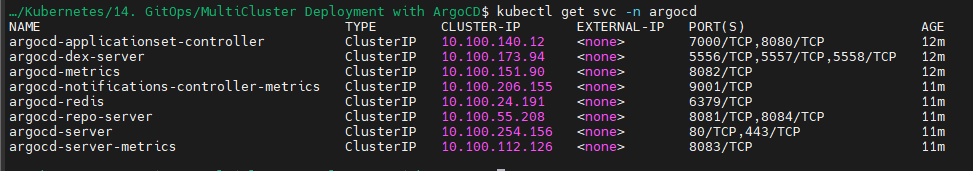 …/Kubernetes/14. GitOps/MultiCluster Deployment with ArgoCD$ kubectl get svc -n argocd
NAME TYPE CLUSTER-IP EXTERNAL-IP PORT(S) AGE
argocd-applicationset-controller ClusterIP 10.100.140.12 <none> 7000/TCP,8080/TCP 12m
argocd-dex-server ClusterIP 10.100.173.94 <none> 5556/TCP,5557/TCP,5558/TCP 12m
argocd-metrics ClusterIP 10.100.151.90 <none> 8082/TCP 12m
argocd-notifications-controller-metrics ClusterIP 10.100.206.155 <none> 9001/TCP 11m
argocd-redis ClusterIP 10.100.24.191 <none> 6379/TCP 11m
argocd-repo-server ClusterIP 10.100.55.208 <none> 8081/TCP,8084/TCP 11m
argocd-server ClusterIP 10.100.254.156 <none> 80/TCP,443/TCP 11m
argocd-server-metrics ClusterIP 10.100.112.126 <none> 8083/TCP 11m